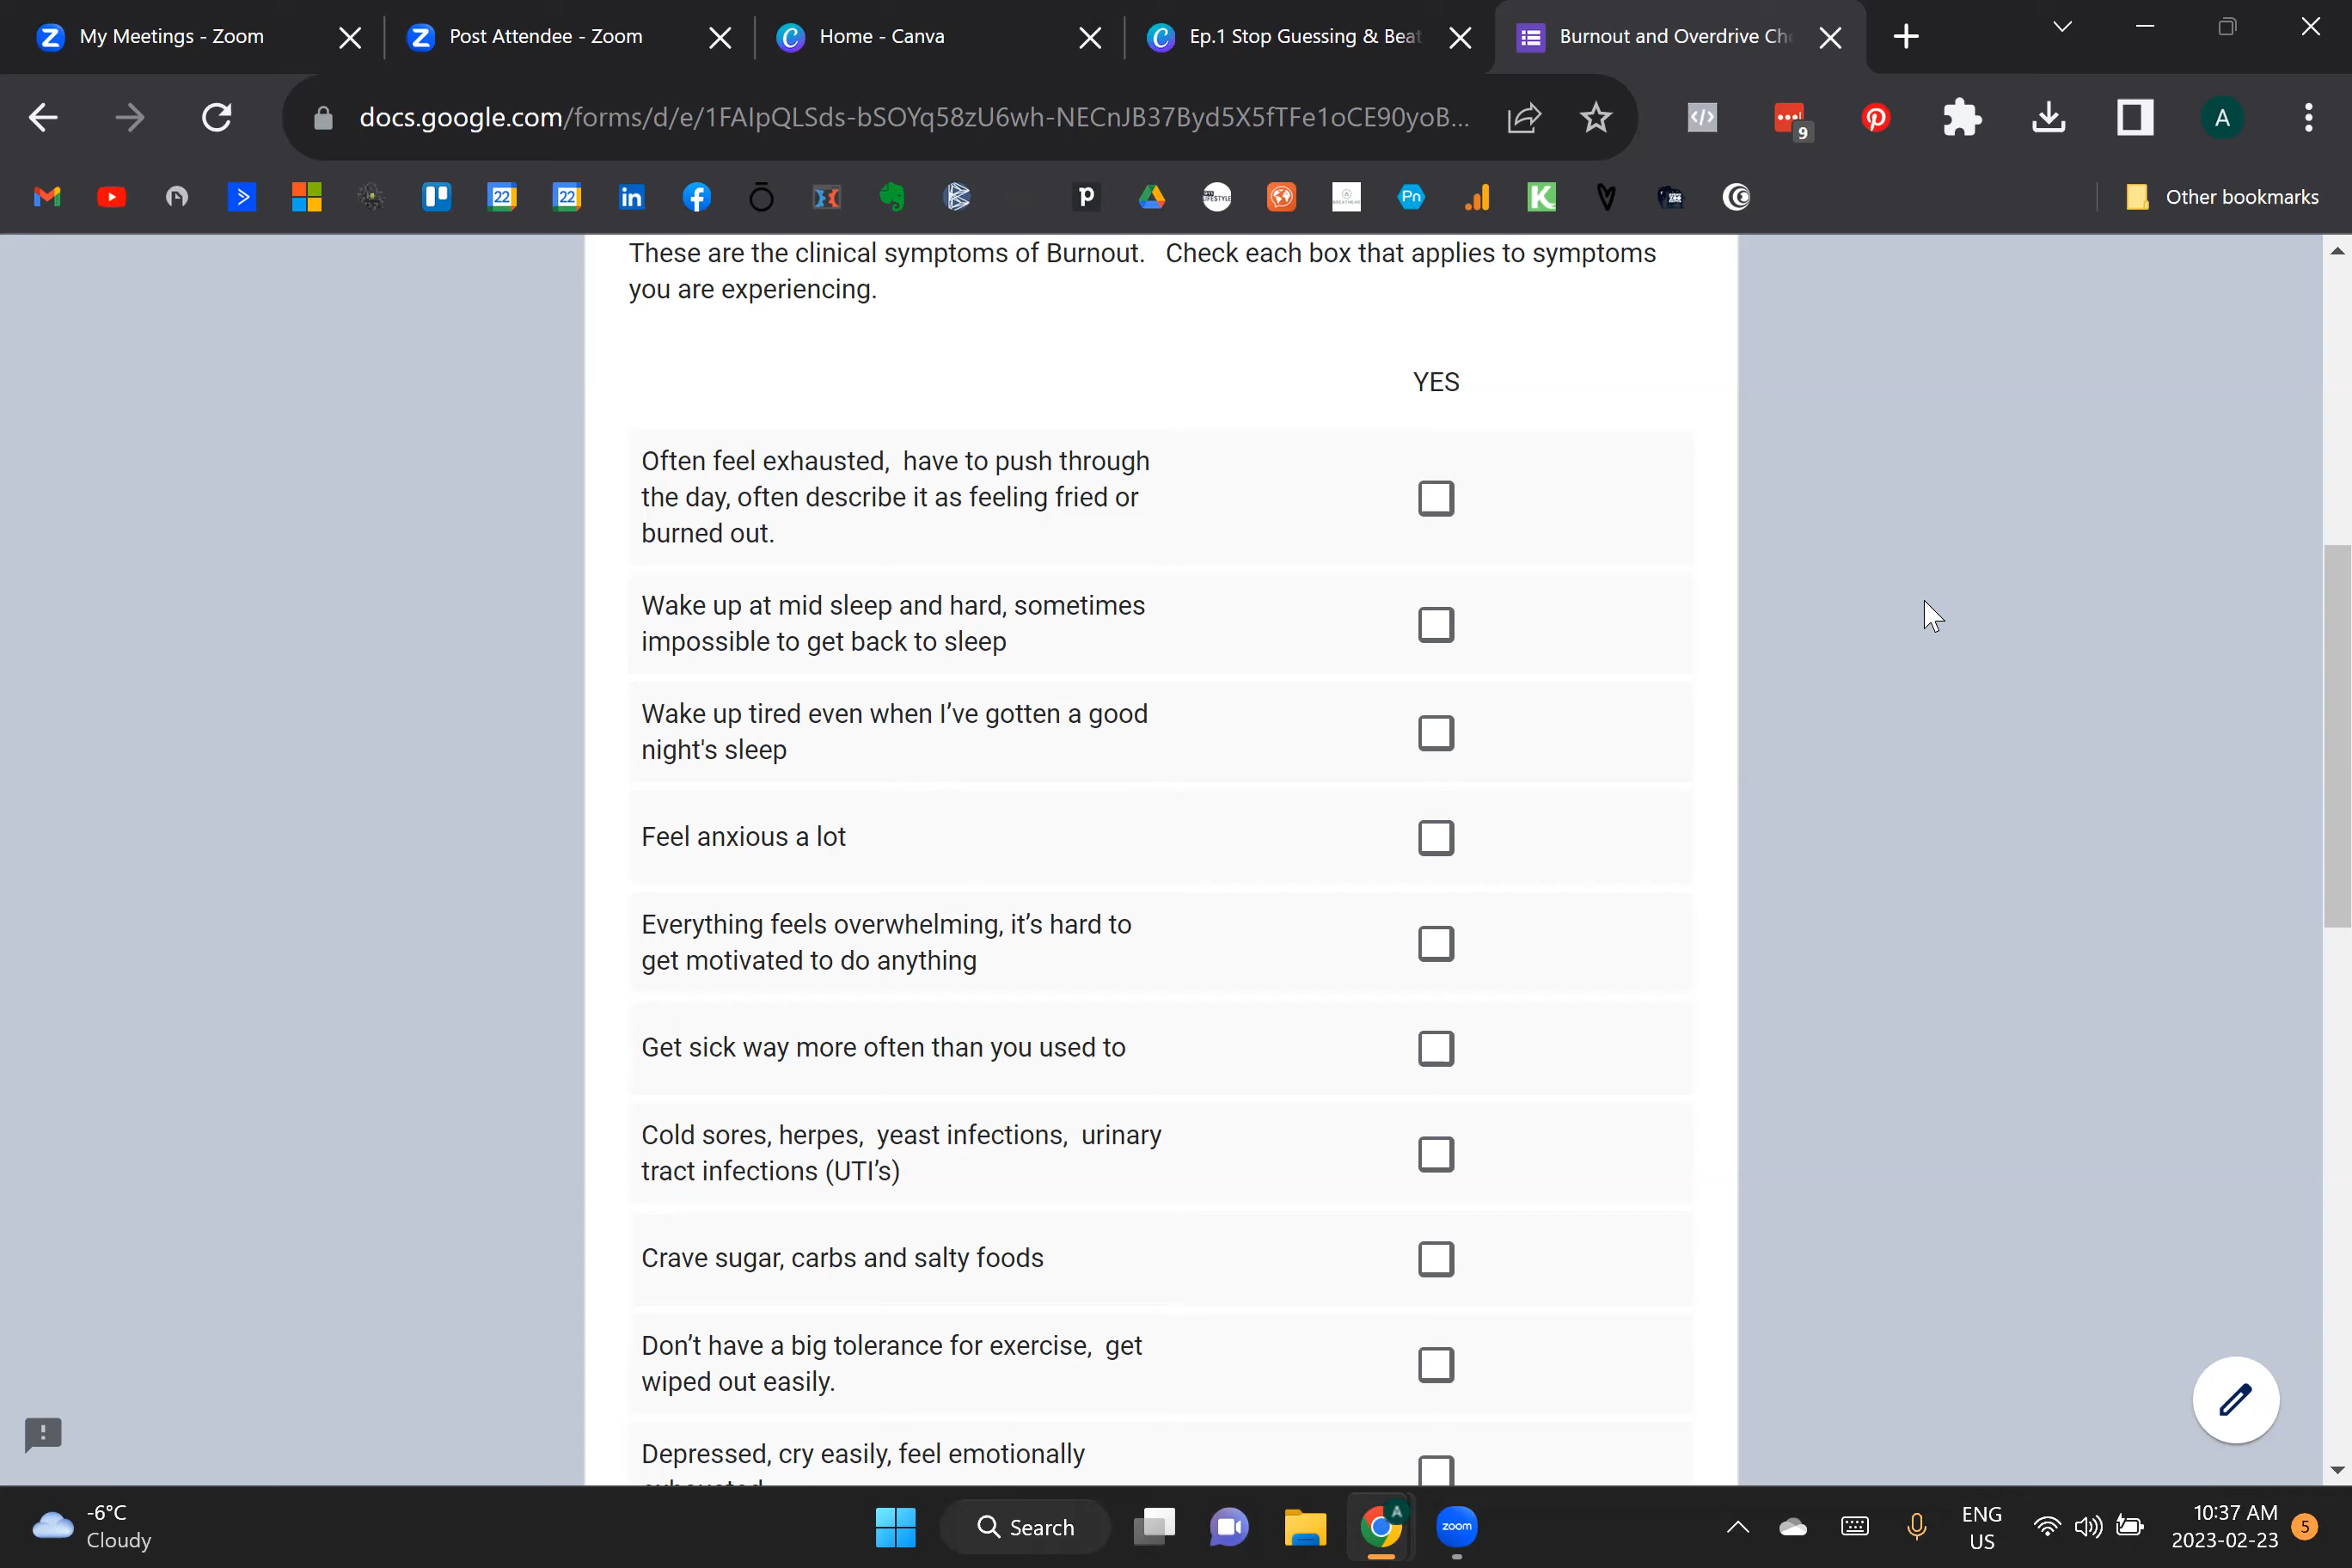 My Meetings - Zoom
Post Attendee - Zoom
Home - Canva
Ep.1 Stop Guessing & Beat
Burnout and Overdrive Ch
docs.google.com/forms/d/e/1FAIpQLSds-bSOYq58zU6wh-NECnJB37Byd5X5fTFe1oCE90yoB...
9
A
22
22
Pn
Other bookmarks
These are the clinical symptoms of Burnout. Check each box that applies to symptoms
you are experiencing.
YES
Often feel exhausted, have to push through
the day, often describe it as feeling fried or
burned out.
Wake up at mid sleep and hard, sometimes
impossible to get back to sleep
Wake up tired even when I’ve gotten a good
night's sleep
Feel anxious a lot
Everything feels overwhelming, it’s hard to
get motivated to do anything
Get sick way more often than you used to
Cold sores, herpes, yeast infections, urinary
tract infections (UTI’s)
Crave sugar, carbs and salty foods
Don’t have a big tolerance for exercise, get
wiped out easily.
Depressed, cry easily, feel emotionally
-6°C
Cloudy
Search
A
zoom
ENG
US
10:37 AM
2023-02-23
5